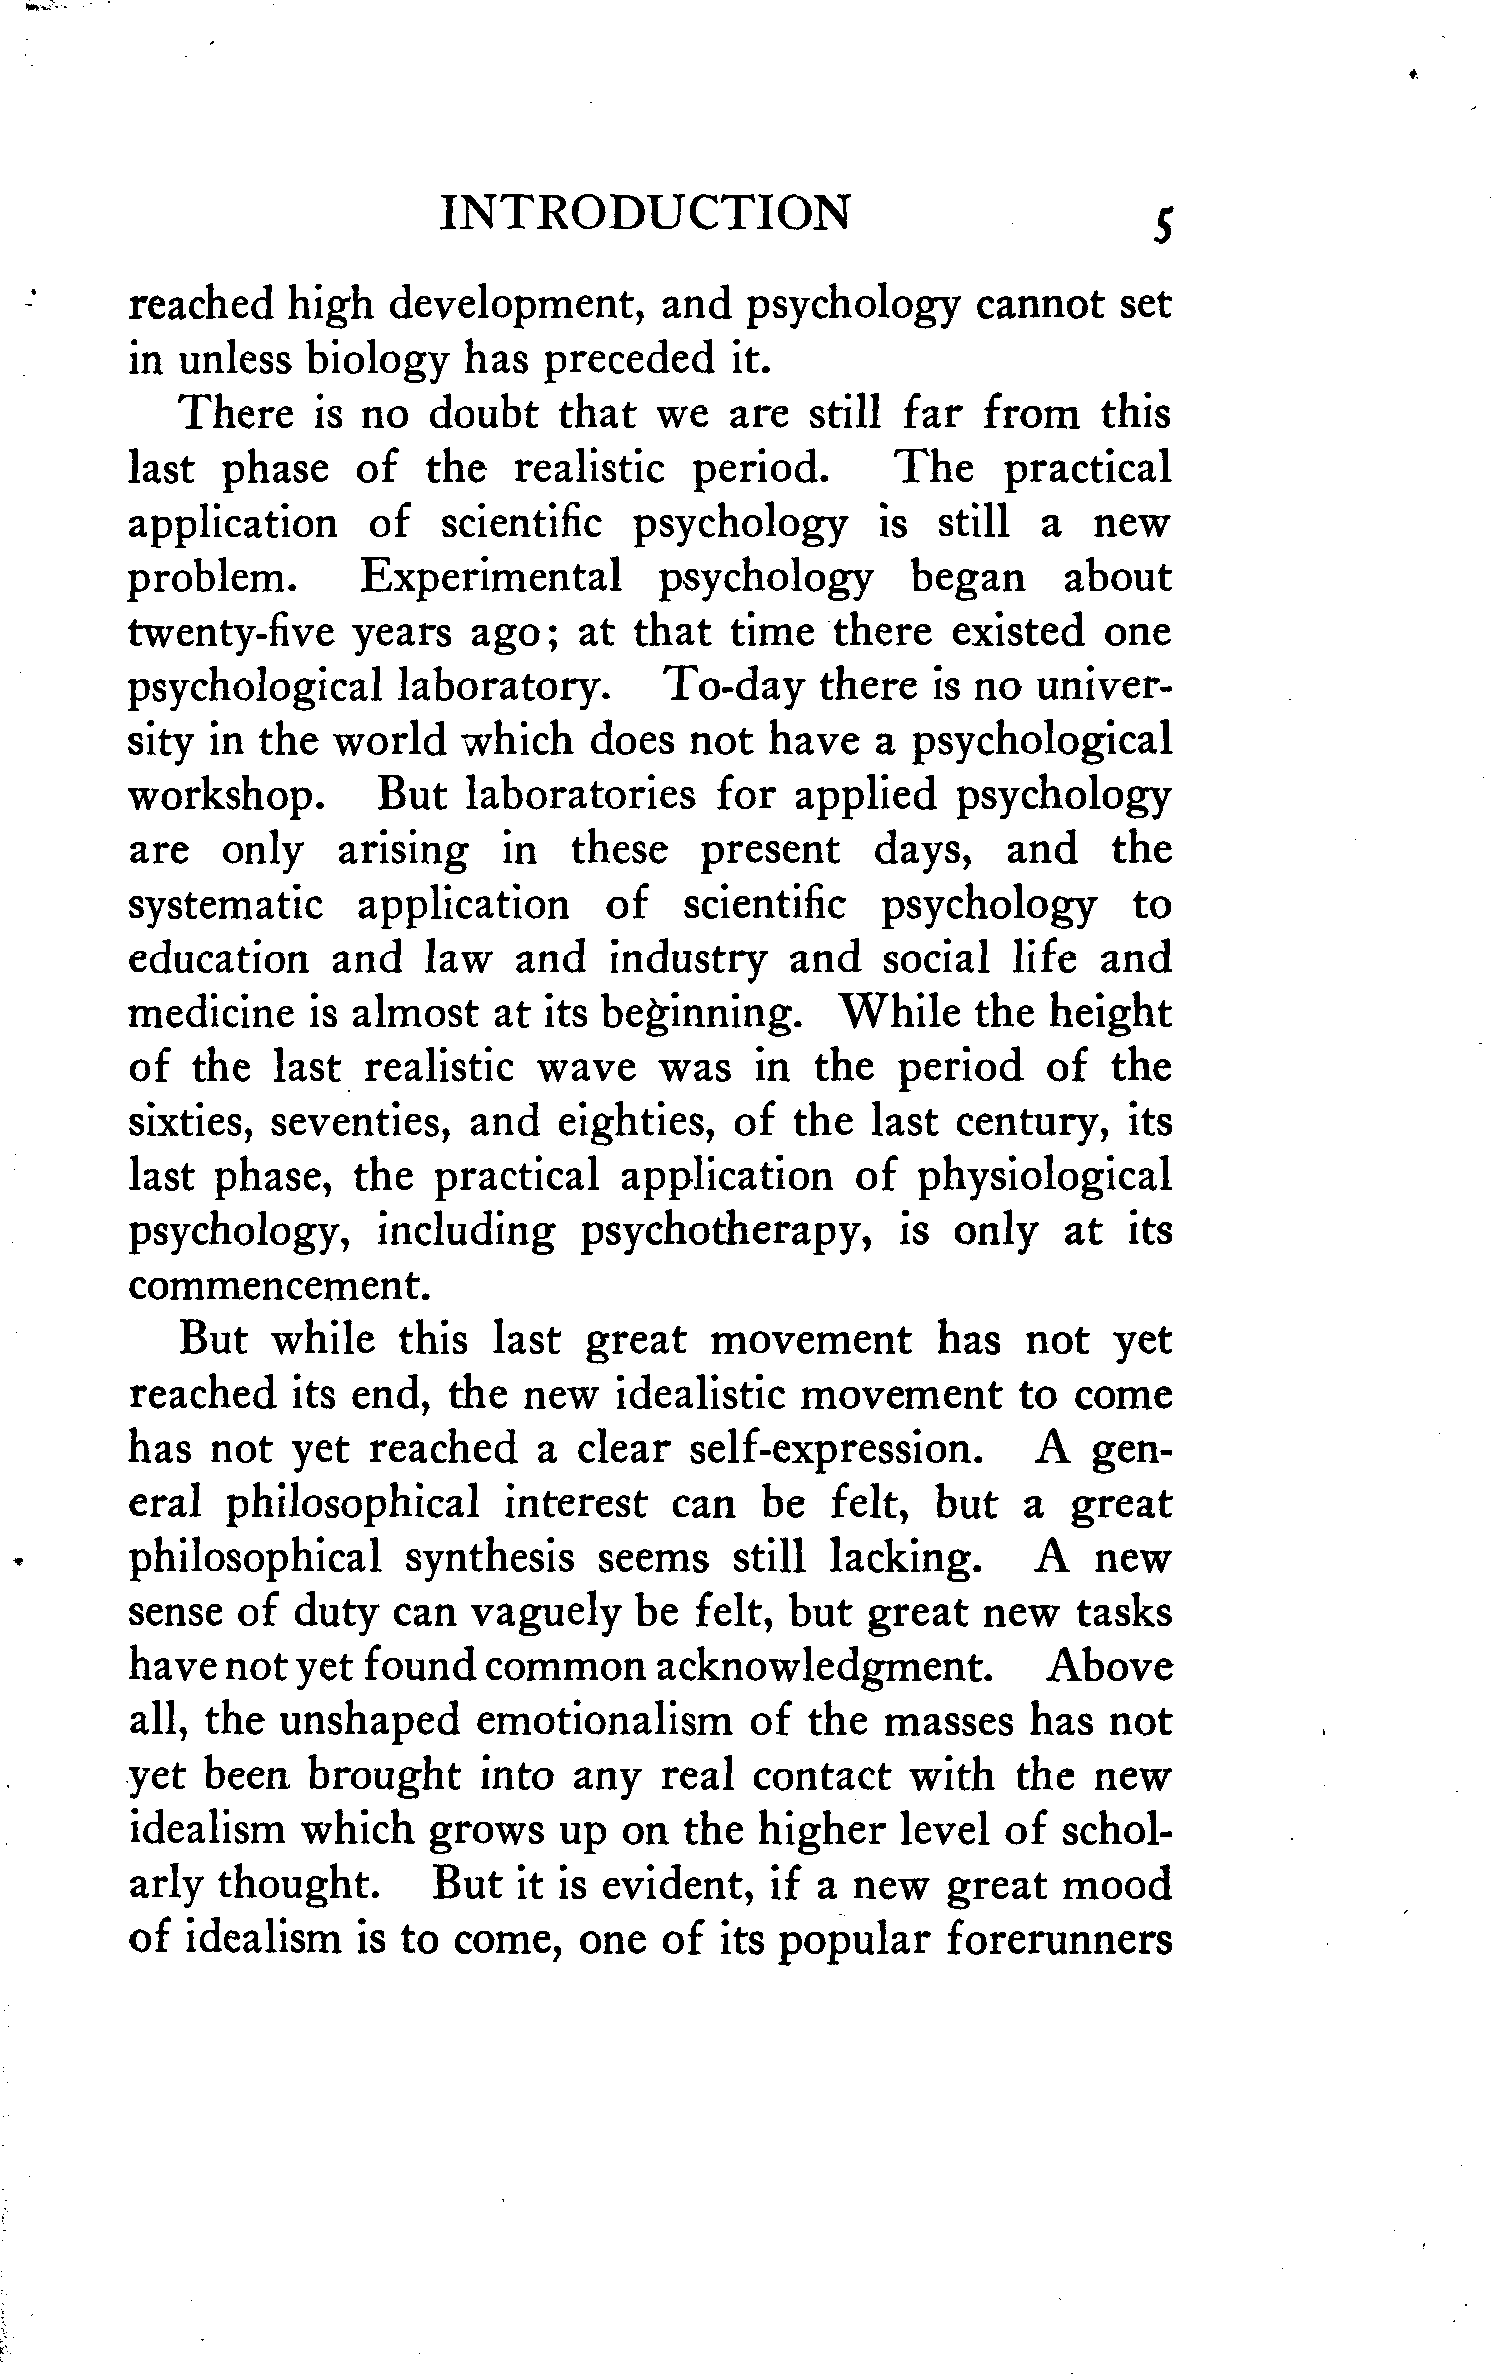 INTRODUCTION 5
reached high development, and psychology cannot set
in unless biology has preceded it.
There is no doubt that we are still far from this
last phase of the realistic period. The practical
application of scientific psychology is still a new
problem. Experimental psychology began about
twenty-five years ago; at that time there existed one
psychological laboratory. To-day there is no univer-
sity in the world which does not have a psychological
workshop. But laboratories for applied psychology
are only arising in these present days, and the
systematic application of scientific psychology to
education and law and industry and social life and
medicine is almost at its beginning. While the height
of the last realistic wave was in the period of the
sixties, seventies, and eighties, of the last century, its
last phase, the practical application of physiological
psychology, including psychotherapy, is only at its
commencement.
But while this last great movement has not yet
reached its end, the new idealistic movement to come
has not yet reached a clear self-expression. A gen-
eral philosophical interest can be felt, but a great
philosophical synthesis seems still lacking. A new
sense of duty can vaguely be felt, but great new tasks
have not yet found common acknowledgment. Above
all, the unshaped emotionalism of the masses has not
yet been brought into any real contact with the new
idealism which grows up on the higher level of schol-
arly thought. But it is evident, if a new great mood
of idealism is to come, one of its popular forerunners